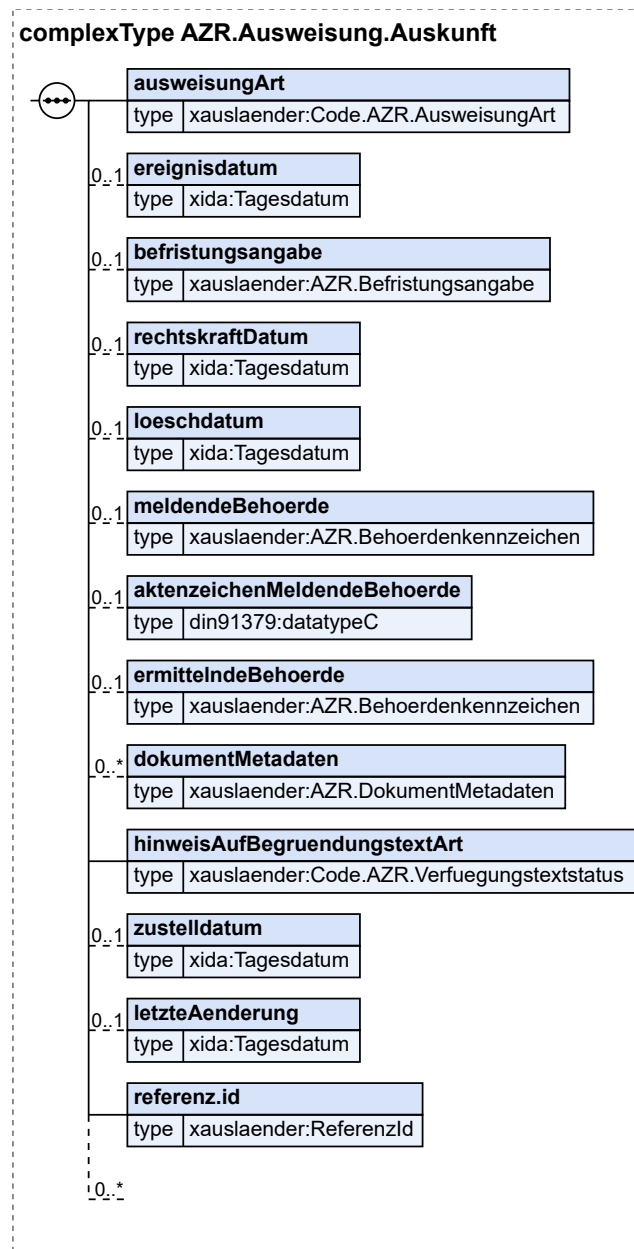 complexType AZR.Ausweisung.Auskunft
ausweisungArt
type xauslaender:Code.AZR.AusweisungArt
0..1 ereignisdatum
type xida:Tagesdatum
0..1 befristungsangabe
type xauslaender:AZR.Befristungsangabe
0..1 rechtskraftDatum
type xida:Tagesdatum
0..1 loeschdatum
type xida:Tagesdatum
0..1 meldendeBehoerde
type xauslaender:AZR.Behoerdenkennzeichen
0..1 aktenzeichenMeldendeBehoerde
type din91379:datatypeC
0..1 ermittelndeBehoerde
type xauslaender:AZR.Behoerdenkennzeichen
0..* dokumentMetadaten
type xauslaender:AZR.DokumentMetadaten
hinweisAufBegruendungstextArt
type xauslaender:Code.AZR.Verfuegungstextstatus
0..1 zustelldatum
type xida:Tagesdatum
0..1 letzteAenderung
type xida:Tagesdatum
referenz.id
type xauslaender:ReferenzId
0..*